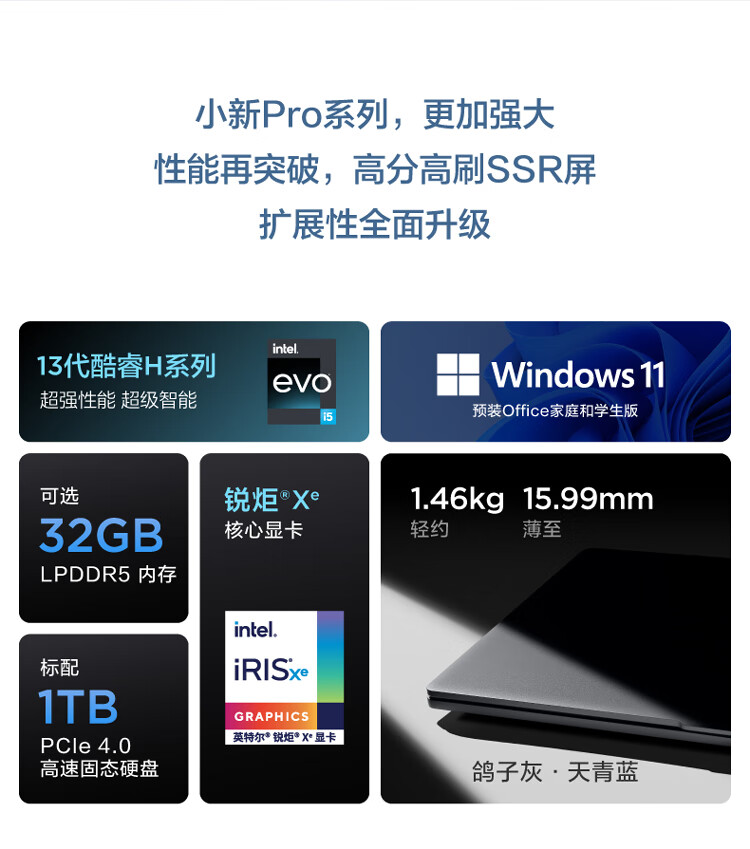 小新Pro系列，更加强大
性能再突破，高分高刷SSR屏
扩展性全面升级
13代酷睿H系列
超强性能 超级智能
intel.
evo
i5
Windows 11
预装Office家庭和学生版
可选
32GB
LPDDR5 内存
标配
1TB
PCIe 4.0
高速固态硬盘
锐炬®Xᵉ
核心显卡
intel.
iRISxe
GRAPHICS
英特尔® 锐炬® Xᵉ 显卡
1.46kg 15.99mm
轻约 薄至
鸽子灰 · 天青蓝